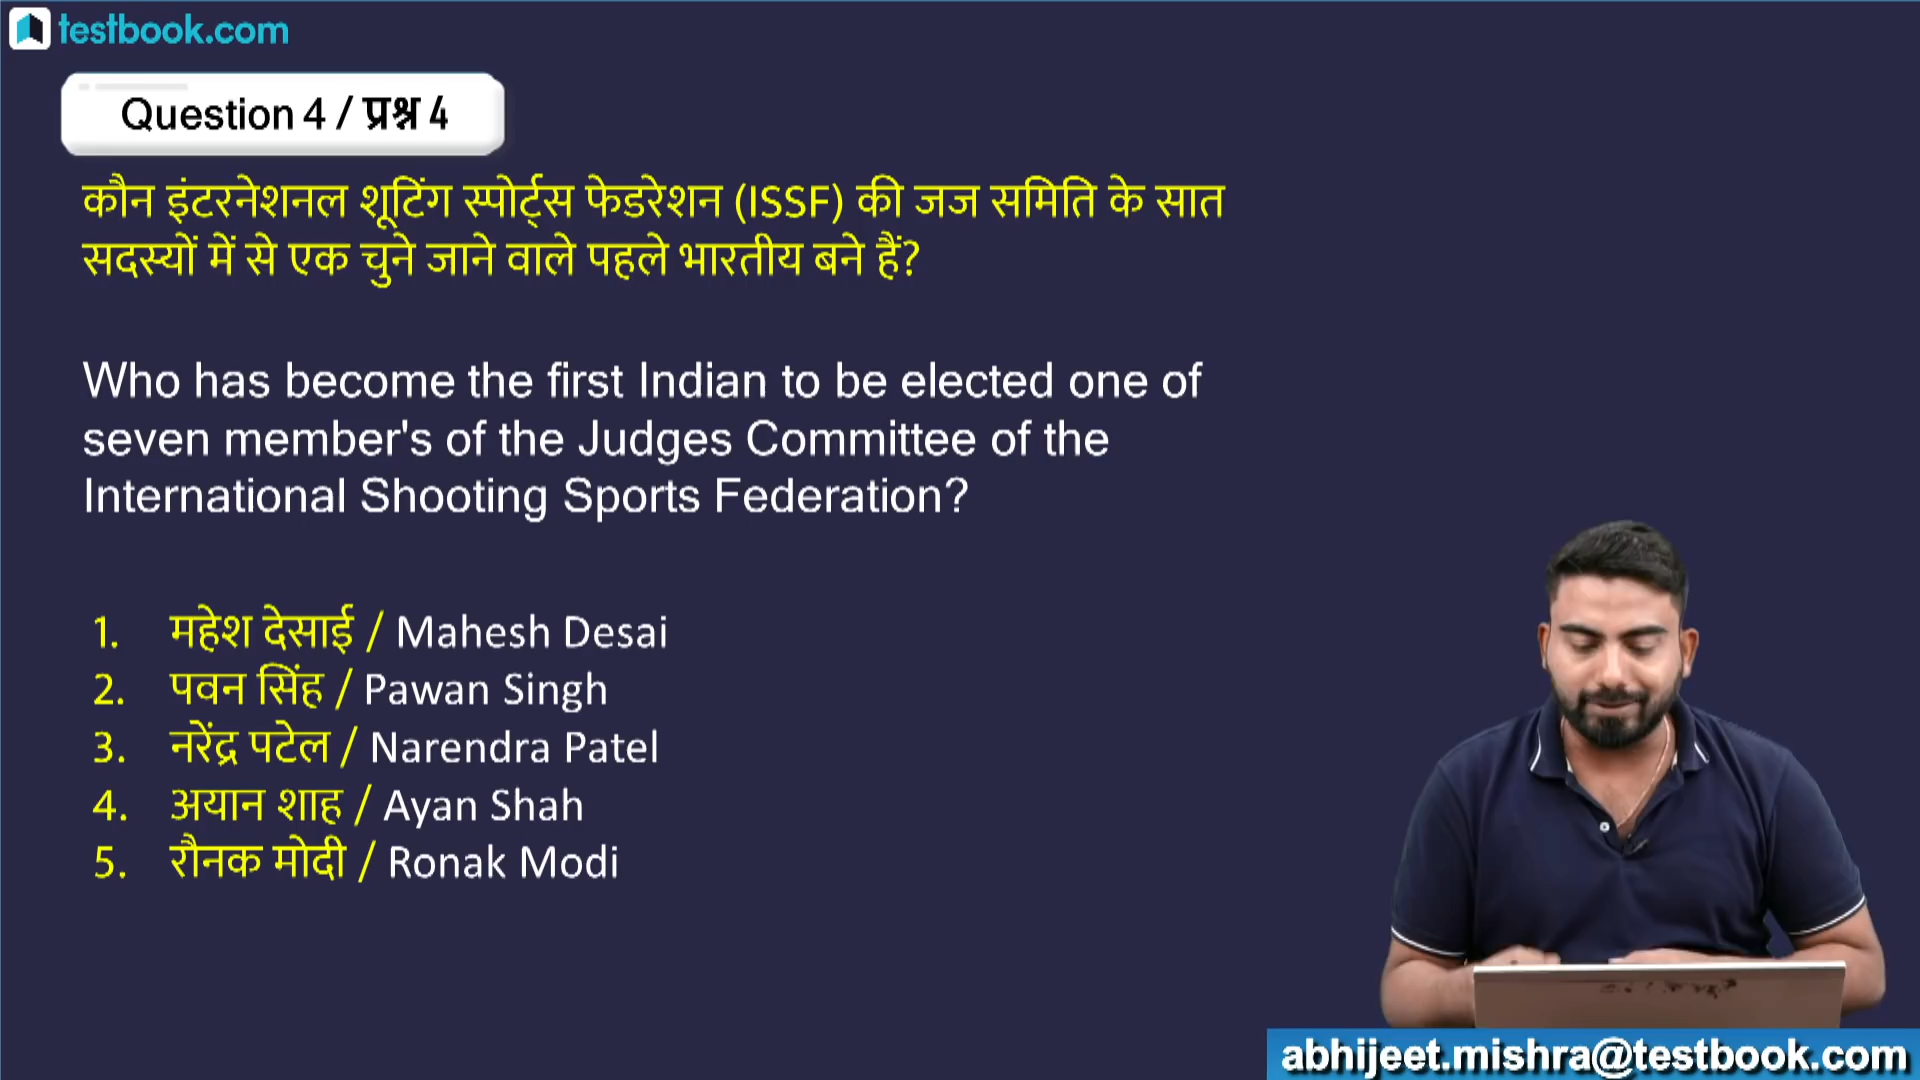 testbook.com
Question 4 / प्रश्न 4
कौन इंटरनेशनल शूटिंग स्पोर्ट्स फेडरेशन (ISSF) की जज समिति के सात
सदस्यों में से एक चुने जाने वाले पहले भारतीय बने हैं?
Who has become the first Indian to be elected one of
seven member's of the Judges Committee of the
International Shooting Sports Federation?
1. महेश देसाई / Mahesh Desai
2. पवन सिंह / Pawan Singh
3. नरेंद्र पटेल / Narendra Patel
4. अयान शाह / Ayan Shah
5. रौनक मोदी / Ronak Modi
abhijeet.mishra@testbook.com